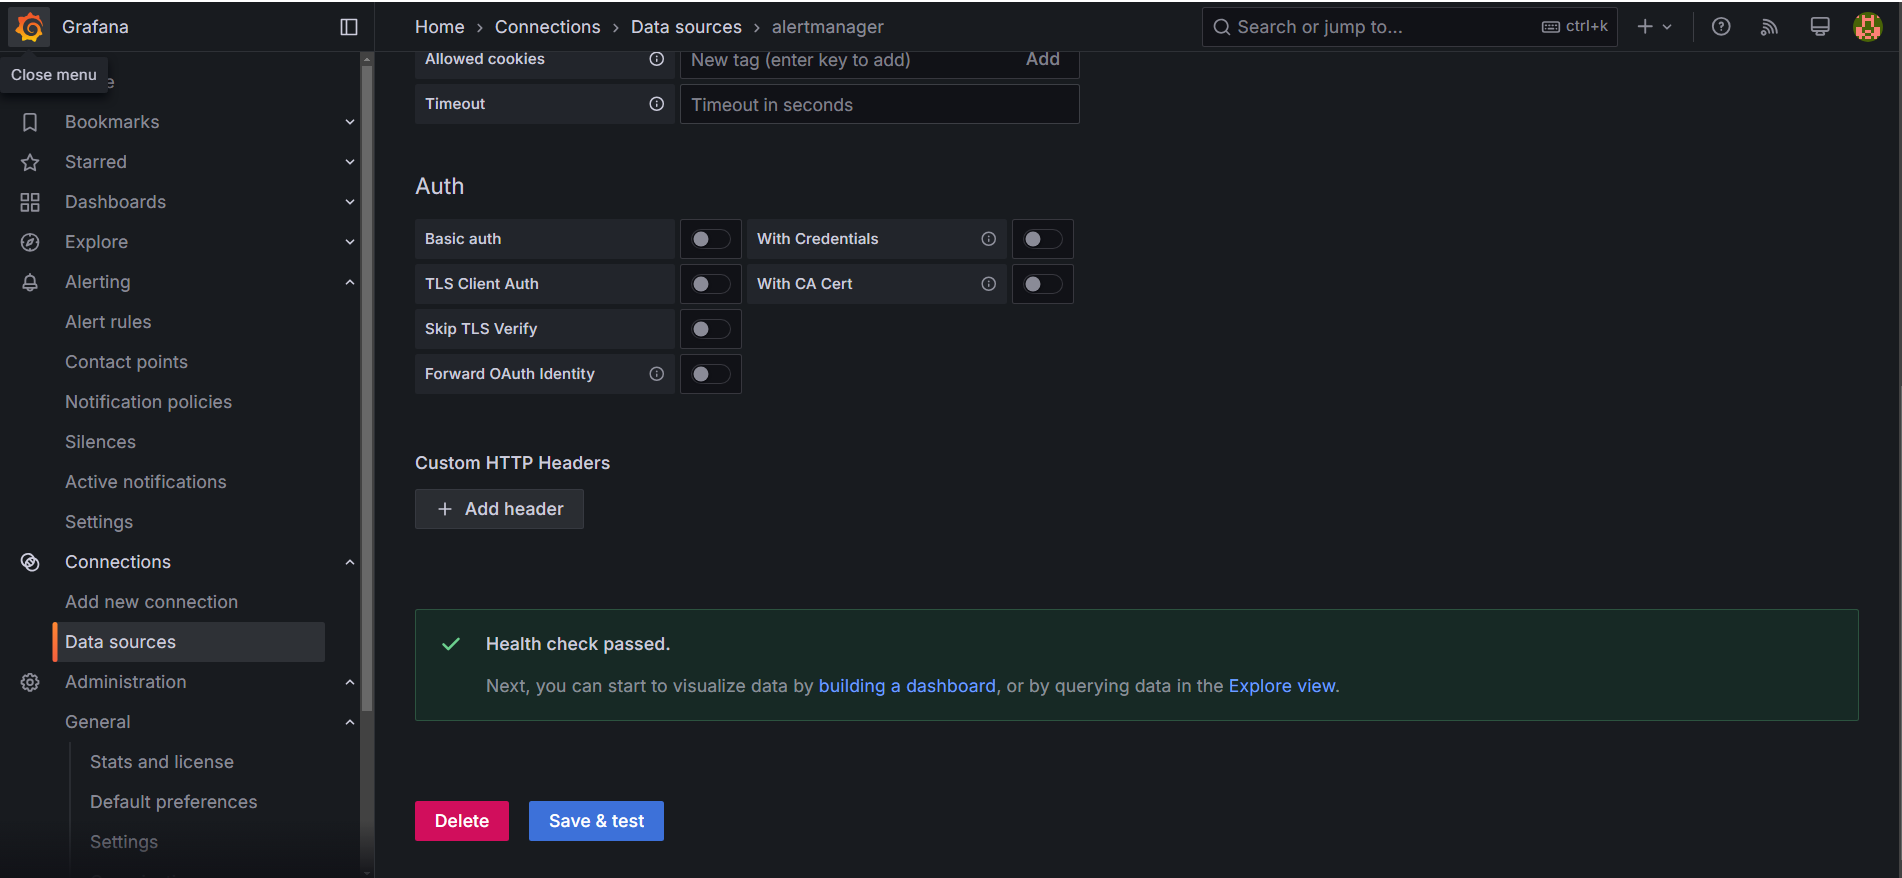 Grafana
Home › Connections › Data sources › alertmanager
Search or jump to...
ctrl+k
Close menu
e
Bookmarks
Starred
Dashboards
Explore
Alerting
Alert rules
Contact points
Notification policies
Silences
Active notifications
Settings
Connections
Add new connection
Data sources
Administration
General
Stats and license
Default preferences
Settings
Allowed cookies
New tag (enter key to add)
Add
Timeout
Timeout in seconds
Auth
Basic auth
With Credentials
TLS Client Auth
With CA Cert
Skip TLS Verify
Forward OAuth Identity
Custom HTTP Headers
+ Add header
Health check passed.
Next, you can start to visualize data by building a dashboard, or by querying data in the Explore view.
Delete
Save & test